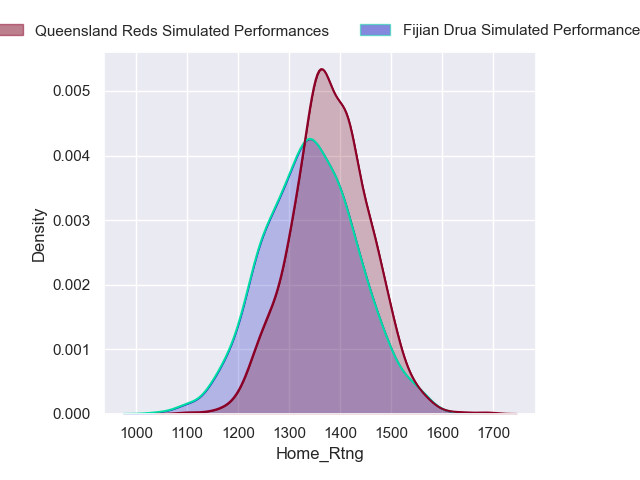 Queensland Reds Simulated Performances Fijian Drua Simulated Performance
0.005
0.004
0.003
0.002
0.001
0.000
Density
1000 1100 1200 1300 1400 1500 1600 1700
Home_Rtng